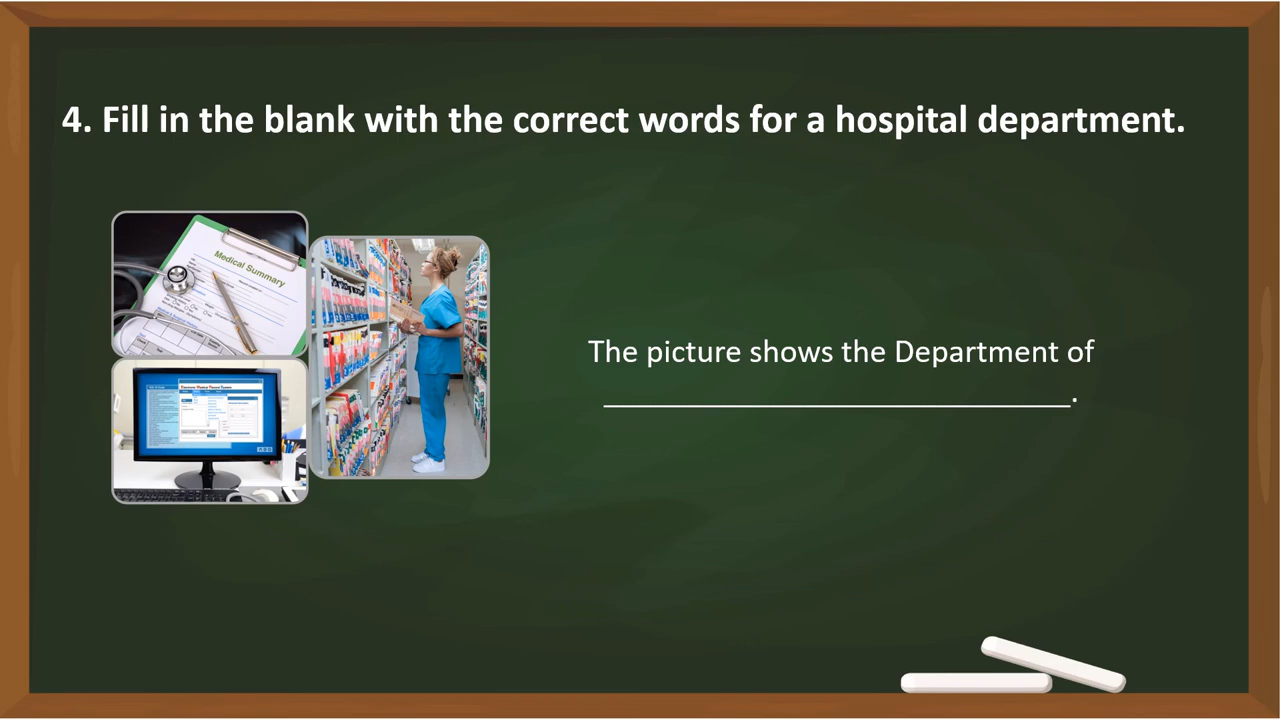 4. Fill in the blank with the correct words for a hospital department.
Medical Summary
The picture shows the Department of
______________________________.